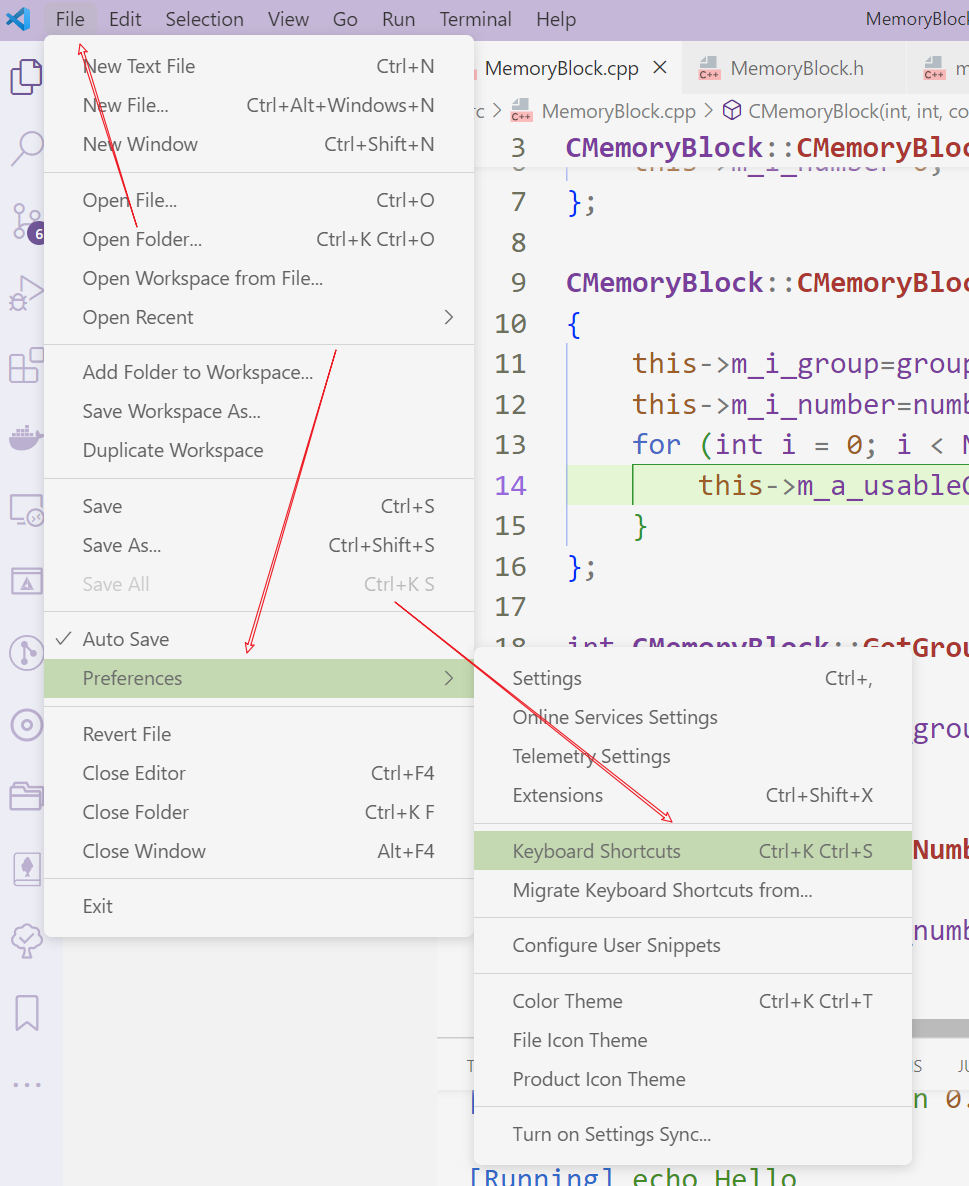 File Edit Selection View Go Run Terminal Help MemoryBlock
New Text File Ctrl+N
New File... Ctrl+Alt+Windows+N
New Window Ctrl+Shift+N
Open File... Ctrl+O
Open Folder... Ctrl+K Ctrl+O
Open Workspace from File...
Open Recent
Add Folder to Workspace...
Save Workspace As...
Duplicate Workspace
Save Ctrl+S
Save As... Ctrl+Shift+S
Save All Ctrl+K S
Auto Save
Preferences
Revert File
Close Editor Ctrl+F4
Close Folder Ctrl+K F
Close Window Alt+F4
Exit
6
MemoryBlock.cpp C++ MemoryBlock.h C++ m
rc > C++ MemoryBlock.cpp > CMemoryBlock(int, int, co
3 CMemoryBlock::CMemoryBloc
7 };
8
9 CMemoryBlock::CMemoryBloc
10 {
11 this->m_i_group=group
12 this->m_i_number=numb
13 for (int i = 0; i < N
14 this->m_a_usableC
15 }
16 };
17
18 int CMemoryBlock::GetGrou
Settings Ctrl+,
Online Services Settings
Telemetry Settings
Extensions Ctrl+Shift+X
Keyboard Shortcuts Ctrl+K Ctrl+S
Migrate Keyboard Shortcuts from...
Configure User Snippets
Color Theme Ctrl+K Ctrl+T
File Icon Theme
Product Icon Theme
Turn on Settings Sync...
grou
Numb
numb
T S JU
n 0.
[Running] echo Hello